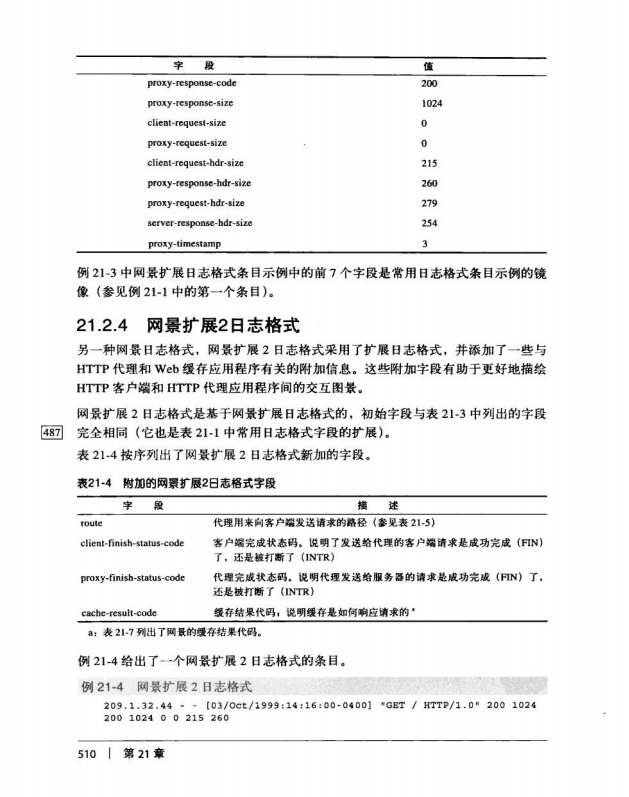 字 段 值
proxy-response-code 200
proxy-response-size 1024
client-request-size 0
proxy-request-size 0
client-request-hdr-size 215
proxy-response-hdr-size 260
proxy-request-hdr-size 279
server-response-hdr-size 254
proxy-timestamp 3
例 21-3 中网景扩展日志格式条目示例中的前 7 个字段是常用日志格式条目示例的镜
像（参见例 21-1 中的第一个条目）。
21.2.4 网景扩展2日志格式
另一种网景日志格式，网景扩展 2 日志格式采用了扩展日志格式，并添加了一些与
HTTP 代理和 Web 缓存应用程序有关的附加信息。这些附加字段有助于更好地描绘
HTTP 客户端和 HTTP 代理应用程序间的交互图景。
网景扩展 2 日志格式是基于网景扩展日志格式的，初始字段与表 21-3 中列出的字段
487 完全相同（它也是表 21-1 中常用日志格式字段的扩展）。
表 21-4 按序列出了网景扩展 2 日志格式新加的字段。
表21-4 附加的网景扩展2日志格式字段
字 段 描 述
route 代理用来向客户端发送请求的路径（参见表 21-5）
client-finish-status-code 客户端完成状态码。说明了发送给代理的客户端请求是成功完成（FIN）
了，还是被打断了（INTR）
proxy-finish-status-code 代理完成状态码。说明代理发送给服务器的请求是成功完成（FIN）了，
还是被打断了（INTR）
cache-result-code 缓存结果代码；说明缓存是如何响应请求的 a
a：表 21-7 列出了网景的缓存结果代码。
例 21-4 给出了一个网景扩展 2 日志格式的条目。
例 21-4 网景扩展 2 日志格式
209.1.32.44 - - [03/Oct/1999:14:16:00-0400] "GET / HTTP/1.0" 200 1024
200 1024 0 0 215 260
510 | 第 21 章